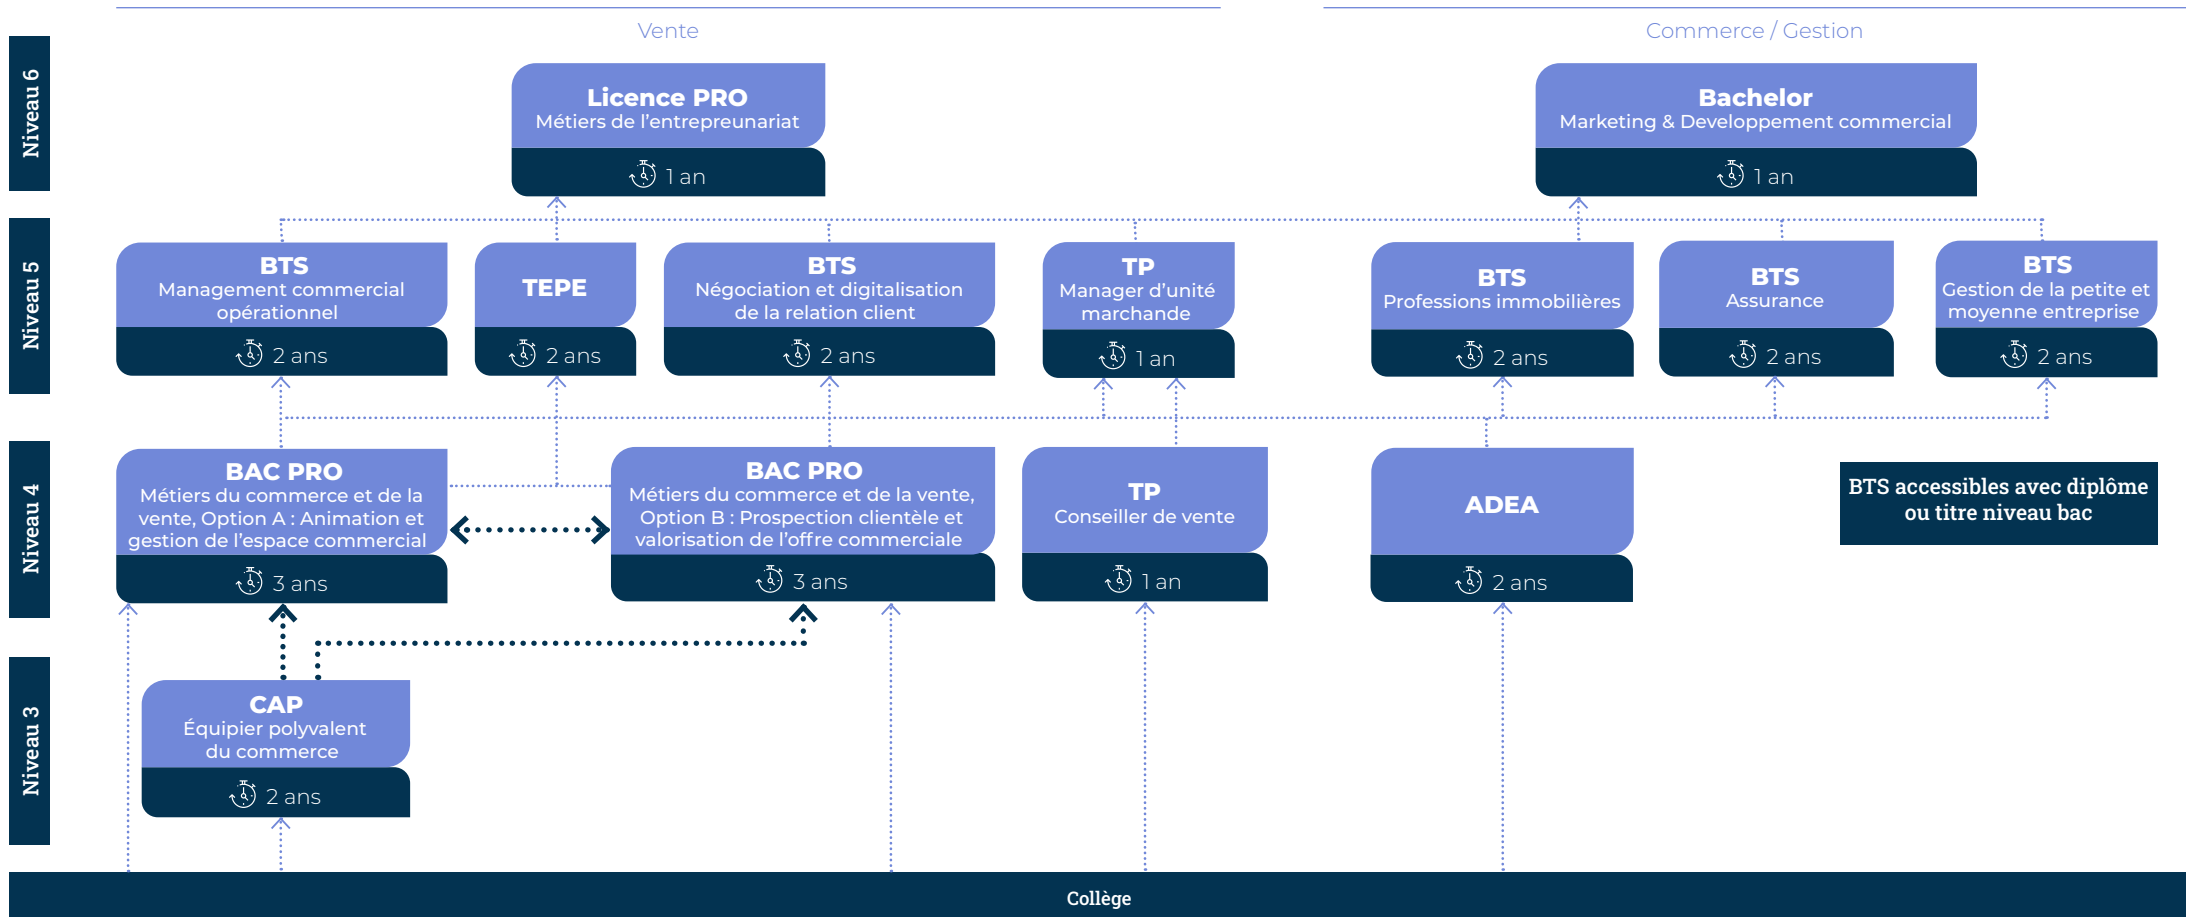 Vente
Commerce / Gestion
Niveau 6
Licence PRO
Métiers de l'entrepreunariat
1 an
Bachelor
Marketing & Developpement commercial
1 an
Niveau 5
BTS
Management commercial
opérationnel
2 ans
TEPE
2 ans
BTS
Négociation et digitalisation
de la relation client
2 ans
TP
Manager d'unité
marchande
1 an
BTS
Professions immobilières
2 ans
BTS
Assurance
2 ans
BTS
Gestion de la petite et
moyenne entreprise
2 ans
Niveau 4
BAC PRO
Métiers du commerce et de la
vente, Option A : Animation et
gestion de l'espace commercial
3 ans
BAC PRO
Métiers du commerce et de la vente,
Option B : Prospection clientèle et
valorisation de l'offre commerciale
3 ans
TP
Conseiller de vente
1 an
ADEA
2 ans
BTS accessibles avec diplôme
ou titre niveau bac
Niveau 3
CAP
Équipier polyvalent
du commerce
2 ans
Collège